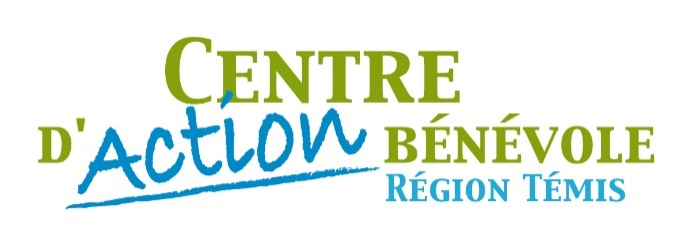 CENTRE
D'Action BÉNÉVOLE
RÉGION TÉMIS